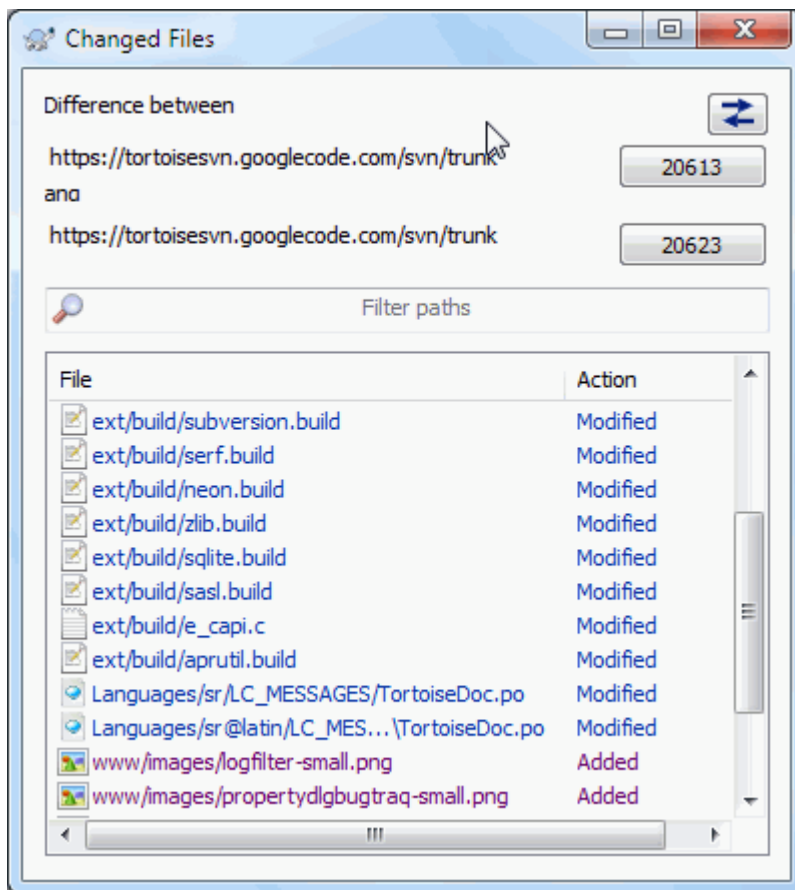 Changed Files
Difference between
https://tortoisesvn.googlecode.com/svn/trunk 20613
and
https://tortoisesvn.googlecode.com/svn/trunk 20623
Filter paths
File Action
ext/build/subversion.build Modified
ext/build/serf.build Modified
ext/build/neon.build Modified
ext/build/zlib.build Modified
ext/build/sqlite.build Modified
ext/build/sasl.build Modified
ext/build/e_capi.c Modified
ext/build/aprutil.build Modified
Languages/sr/LC_MESSAGES/TortoiseDoc.po Modified
Languages/sr@latin/LC_MES...\TortoiseDoc.po Modified
www/images/logfilter-small.png Added
www/images/propertydlgbugtraq-small.png Added